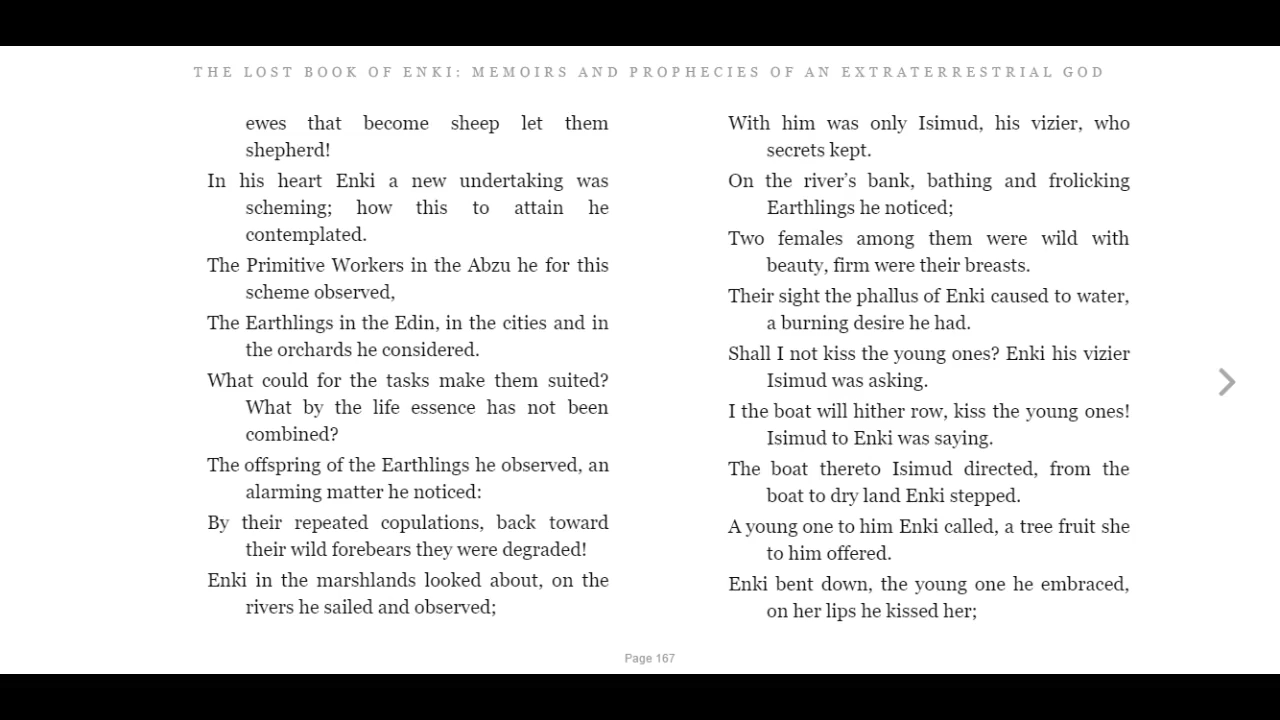 THE LOST BOOK OF ENKI: MEMOIRS AND PROPHECIES OF AN EXTRATERRESTRIAL GOD
ewes that become sheep let them
shepherd!
In his heart Enki a new undertaking was
scheming; how this to attain he
contemplated.
The Primitive Workers in the Abzu he for this
scheme observed,
The Earthlings in the Edin, in the cities and in
the orchards he considered.
What could for the tasks make them suited?
What by the life essence has not been
combined?
The offspring of the Earthlings he observed, an
alarming matter he noticed:
By their repeated copulations, back toward
their wild forebears they were degraded!
Enki in the marshlands looked about, on the
rivers he sailed and observed;
With him was only Isimud, his vizier, who
secrets kept.
On the river’s bank, bathing and frolicking
Earthlings he noticed;
Two females among them were wild with
beauty, firm were their breasts.
Their sight the phallus of Enki caused to water,
a burning desire he had.
Shall I not kiss the young ones? Enki his vizier
Isimud was asking.
I the boat will hither row, kiss the young ones!
Isimud to Enki was saying.
The boat thereto Isimud directed, from the
boat to dry land Enki stepped.
A young one to him Enki called, a tree fruit she
to him offered.
Enki bent down, the young one he embraced,
on her lips he kissed her;
Page 167